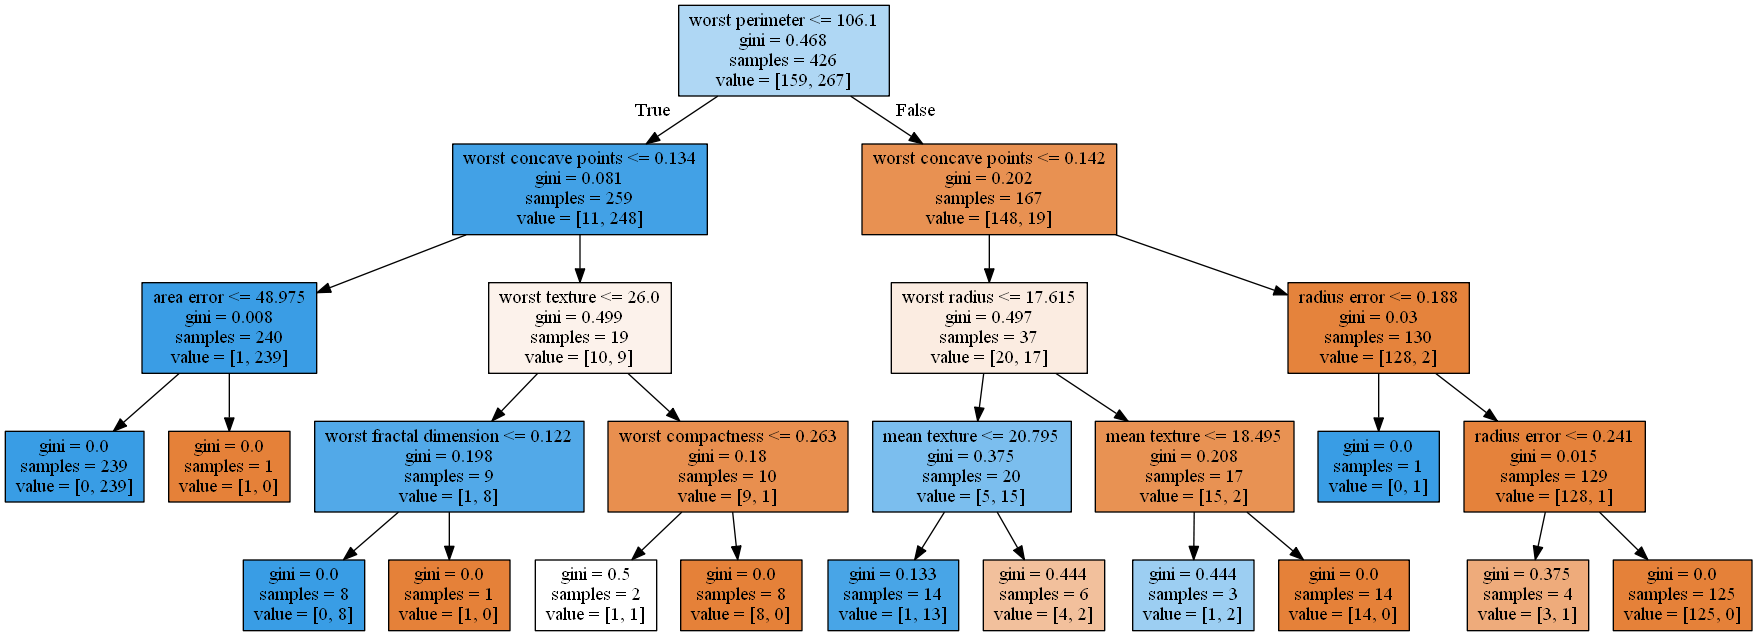 worst perimeter <= 106.1
gini = 0.468
samples = 426
value = [159, 267]
True
False
worst concave points <= 0.134
gini = 0.081
samples = 259
value = [11, 248]
worst concave points <= 0.142
gini = 0.202
samples = 167
value = [148, 19]
area error <= 48.975
gini = 0.008
samples = 240
value = [1, 239]
worst texture <= 26.0
gini = 0.499
samples = 19
value = [10, 9]
worst radius <= 17.615
gini = 0.497
samples = 37
value = [20, 17]
radius error <= 0.188
gini = 0.03
samples = 130
value = [128, 2]
gini = 0.0
samples = 239
value = [0, 239]
gini = 0.0
samples = 1
value = [1, 0]
worst fractal dimension <= 0.122
gini = 0.198
samples = 9
value = [1, 8]
worst compactness <= 0.263
gini = 0.18
samples = 10
value = [9, 1]
mean texture <= 20.795
gini = 0.375
samples = 20
value = [5, 15]
mean texture <= 18.495
gini = 0.208
samples = 17
value = [15, 2]
gini = 0.0
samples = 1
value = [0, 1]
radius error <= 0.241
gini = 0.015
samples = 129
value = [128, 1]
gini = 0.0
samples = 8
value = [0, 8]
gini = 0.0
samples = 1
value = [1, 0]
gini = 0.5
samples = 2
value = [1, 1]
gini = 0.0
samples = 8
value = [8, 0]
gini = 0.133
samples = 14
value = [1, 13]
gini = 0.444
samples = 6
value = [4, 2]
gini = 0.444
samples = 3
value = [1, 2]
gini = 0.0
samples = 14
value = [14, 0]
gini = 0.375
samples = 4
value = [3, 1]
gini = 0.0
samples = 125
value = [125, 0]